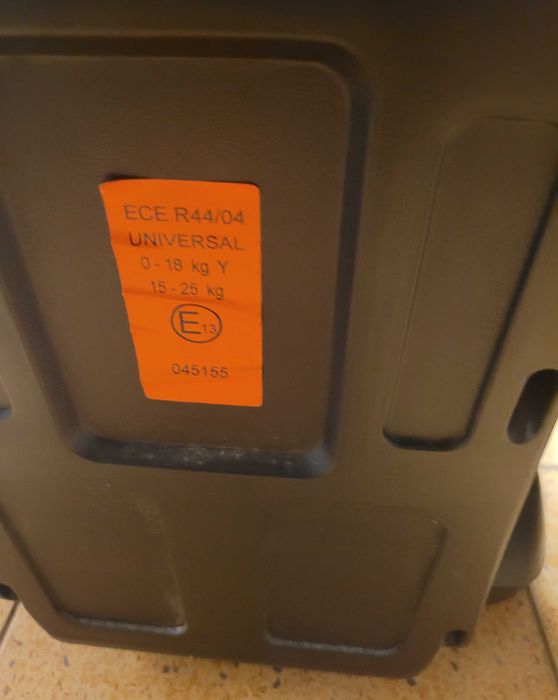 ECE R44/04
UNIVERSAL
0 - 18 kg Y
15 - 25 kg
E13
045155